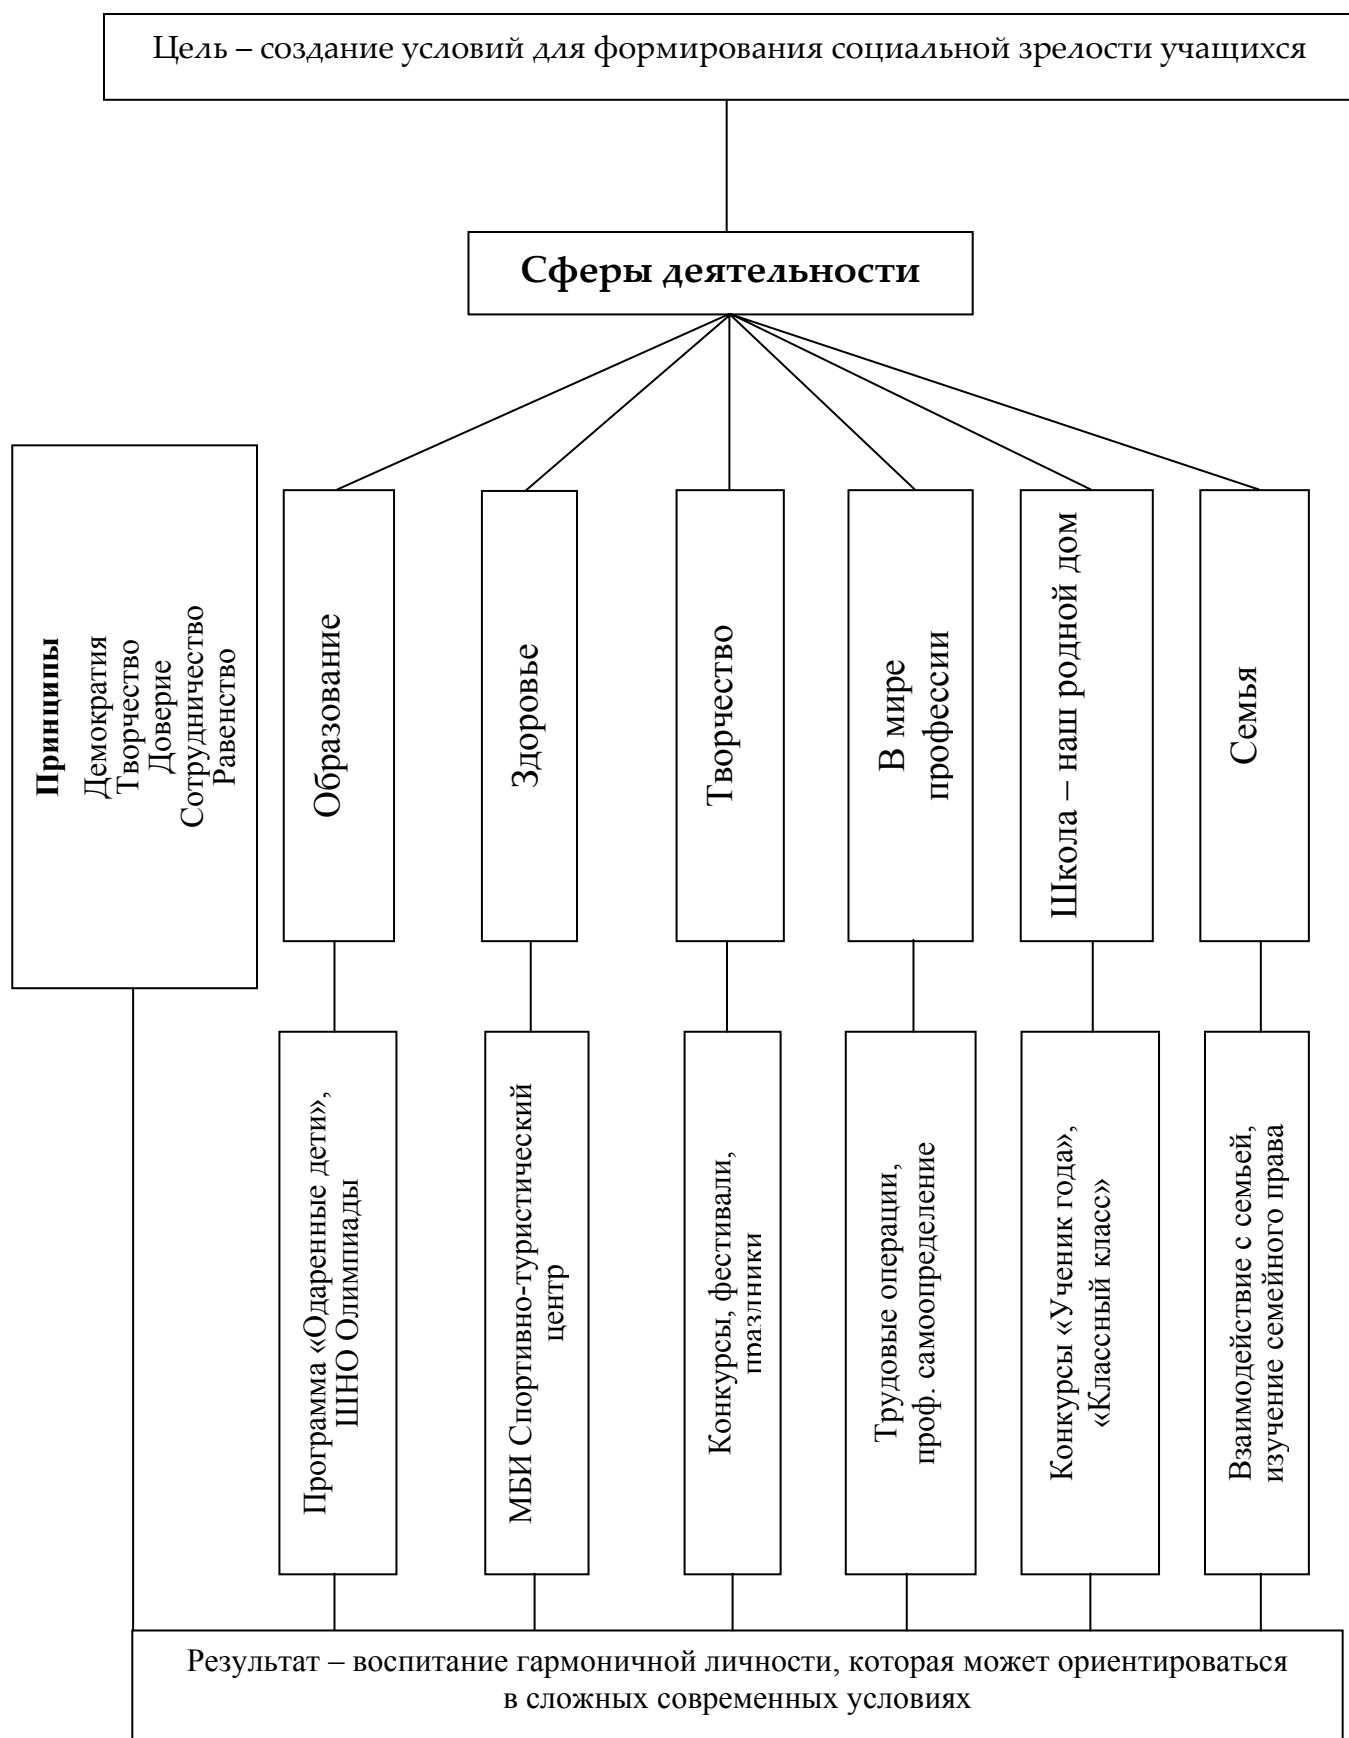 Цель – создание условий для формирования социальной зрелости учащихся
Сферы деятельности
Принципы
Демократия
Творчество
Доверие
Сотрудничество
Равенство
Образование
Здоровье
Творчество
В мире
профессии
Школа – наш родной дом
Семья
Программа «Одаренные дети»,
ШНО Олимпиады
МБИ Спортивно-туристический
центр
Конкурсы, фестивали,
праздники
Трудовые операции,
проф. самоопределение
Конкурсы «Ученик года»,
«Классный класс»
Взаимодействие с семьей,
изучение семейного права
Результат – воспитание гармоничной личности, которая может ориентироваться
в сложных современных условиях